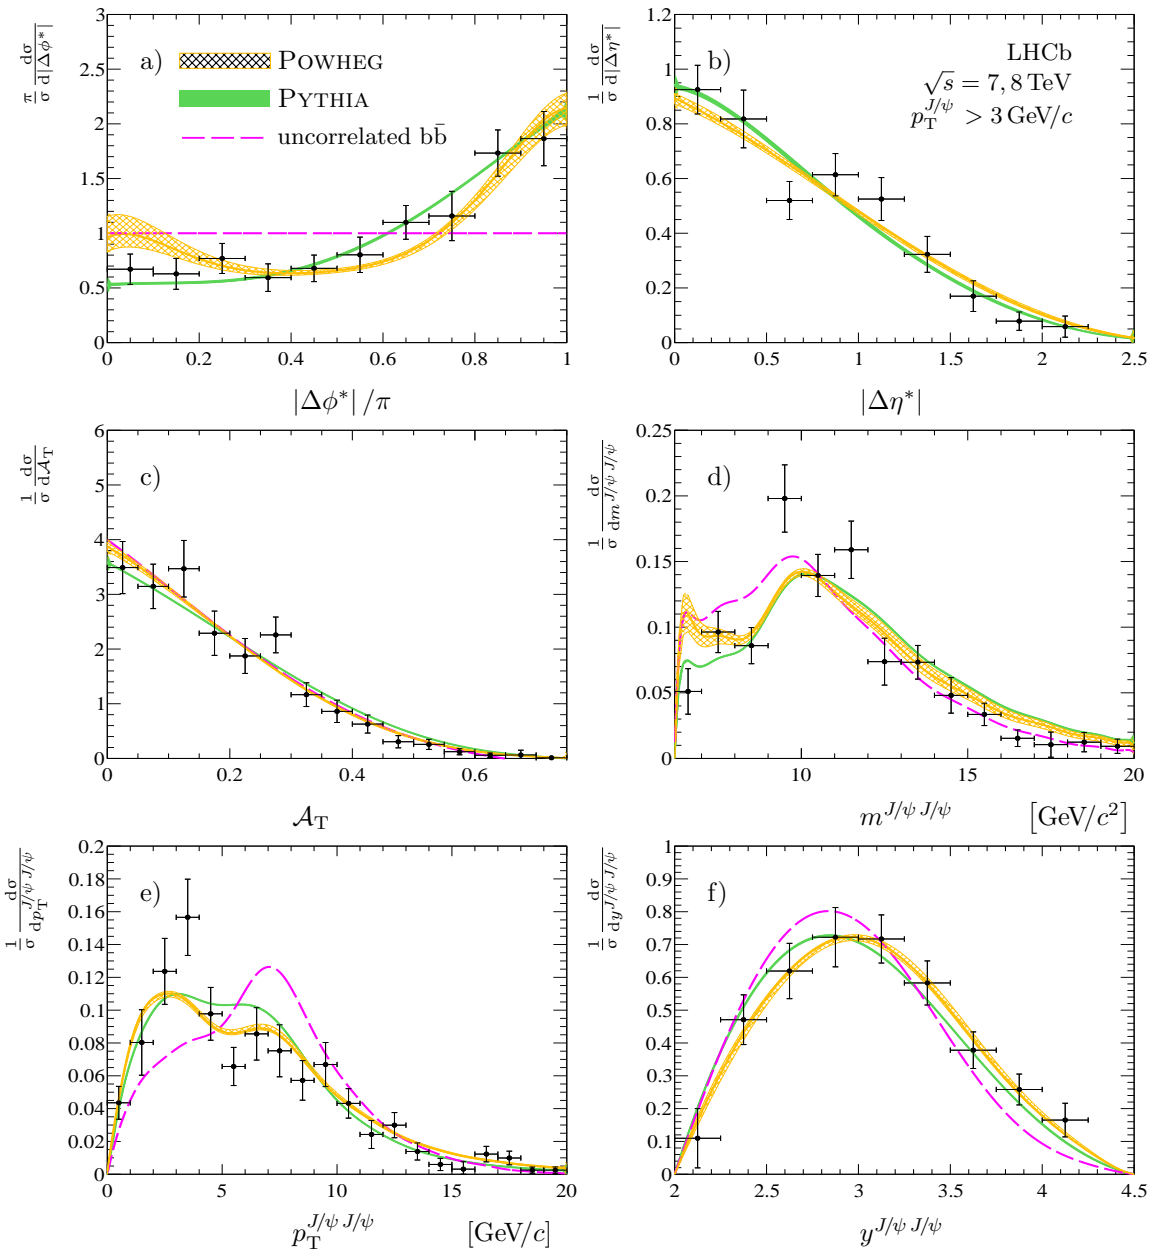 1/σ dσ/d|Δη*|
π/σ dσ/d|Δϕ*|
3
2.5
2
1.5
1
0.5
0
0 0.2 0.4 0.6 0.8 1
|Δϕ*|/π
a)
POWHEG
PYTHIA
uncorrelated bb̄
1.2
1
0.8
0.6
0.4
0.2
0
0 0.5 1 1.5 2 2.5
|Δη*|
b)
LHCb
√s = 7, 8 TeV
p_T^{J/ψ} > 3 GeV/c
1/σ dσ/d𝒜_T
6
5
4
3
2
1
0
0 0.2 0.4 0.6
𝒜_T
c)
1/σ dσ/dm^{J/ψ J/ψ}
0.25
0.2
0.15
0.1
0.05
0
10 15 20
m^{J/ψ J/ψ} [GeV/c²]
d)
1/σ dσ/dp_T^{J/ψ J/ψ}
0.2
0.18
0.16
0.14
0.12
0.1
0.08
0.06
0.04
0.02
0
0 5 10 15 20
p_T^{J/ψ J/ψ} [GeV/c]
e)
1/σ dσ/dy^{J/ψ J/ψ}
1
0.9
0.8
0.7
0.6
0.5
0.4
0.3
0.2
0.1
0
2 2.5 3 3.5 4 4.5
y^{J/ψ J/ψ}
f)